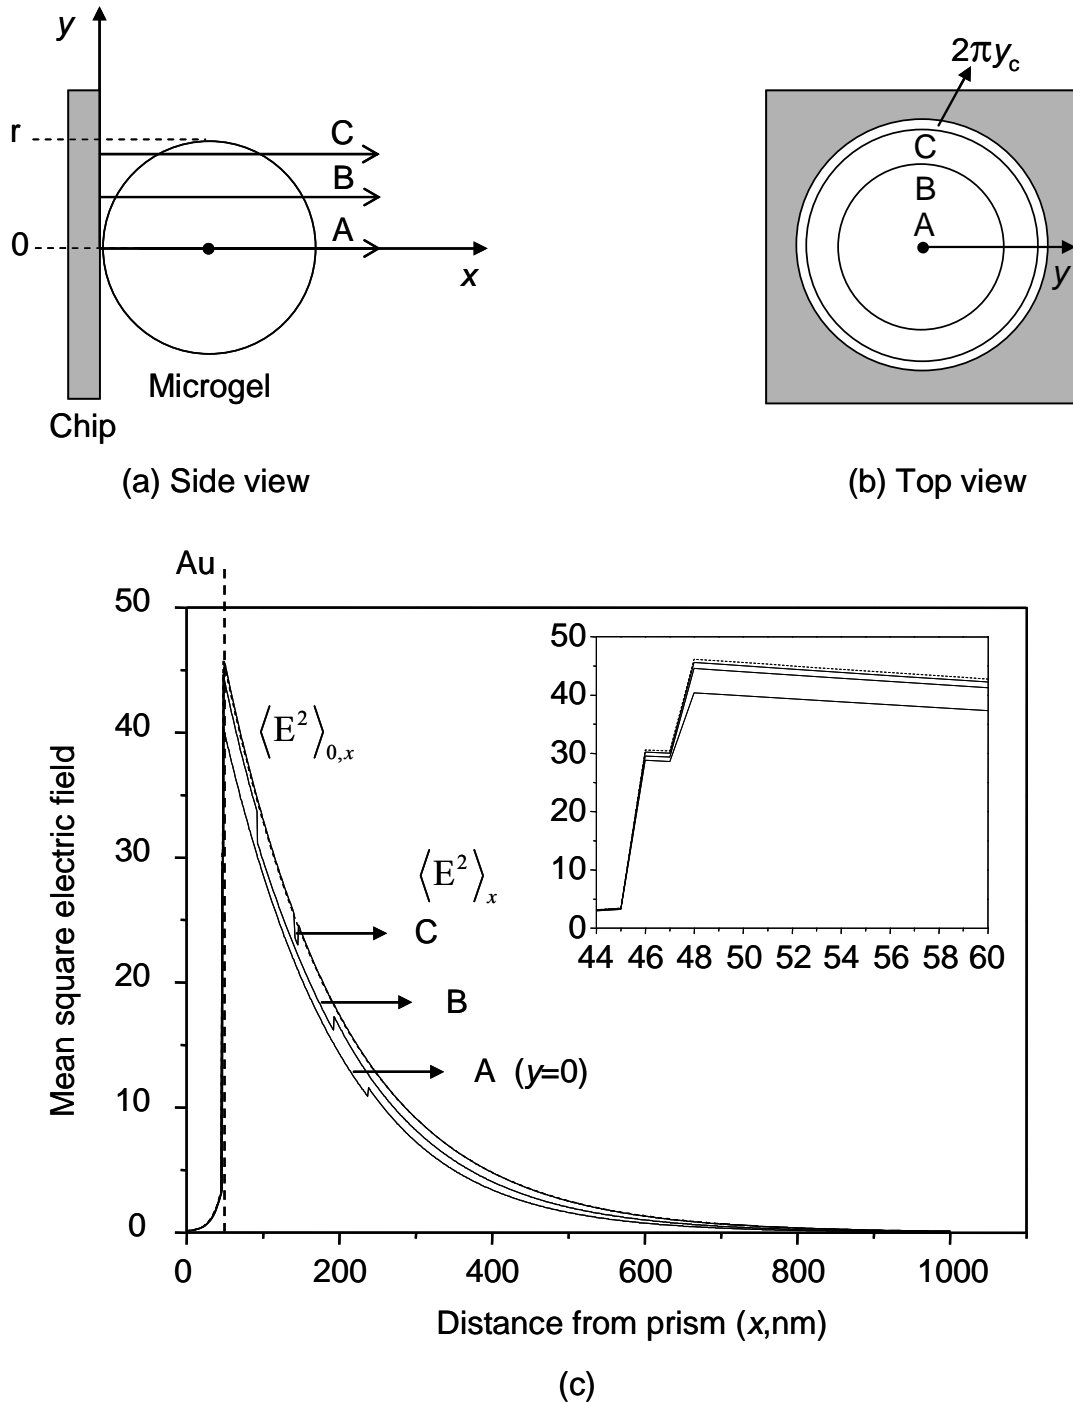 y
r
C
B
A
0
x
Microgel
Chip
(a) Side view
2πy_c
C
B
A
y
(b) Top view
Au
50
40
30
20
10
0
Mean square electric field
⟨E²⟩₀,ₓ
⟨E²⟩ₓ
C
B
A (y=0)
50
40
30
20
10
0
44 46 48 50 52 54 56 58 60
0 200 400 600 800 1000
Distance from prism (x,nm)
(c)